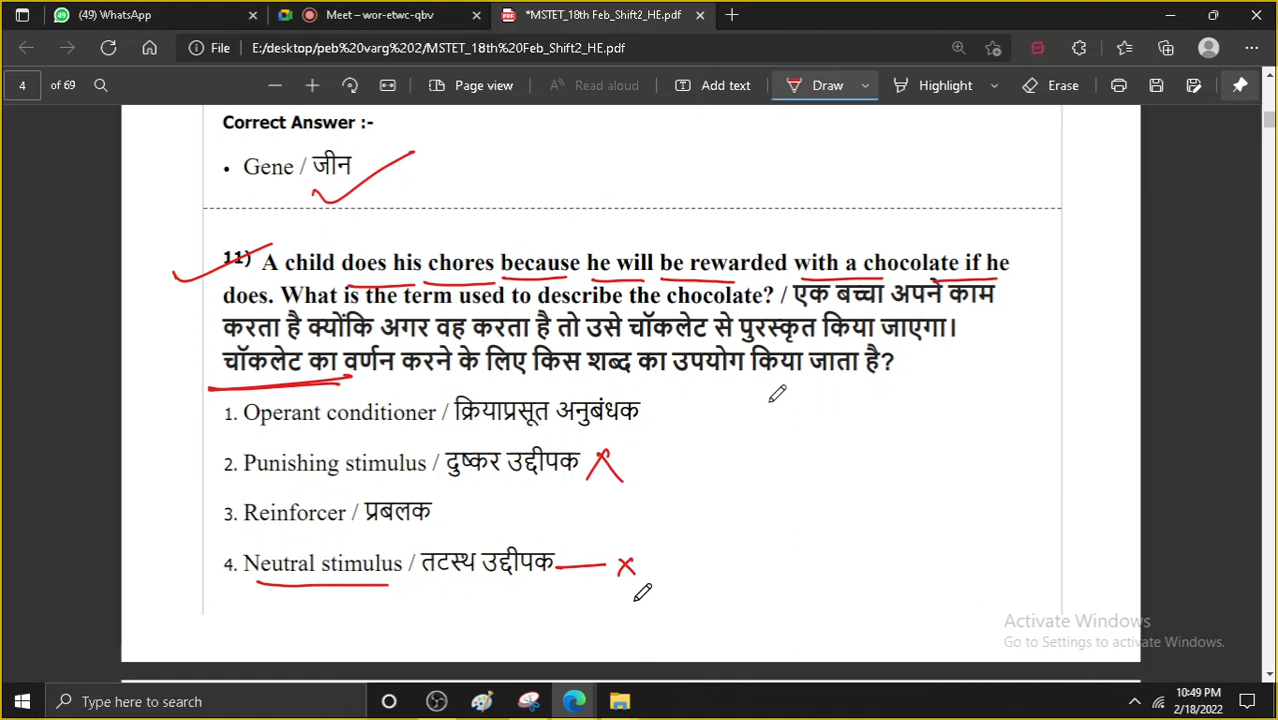 (49) WhatsApp
Meet – wor-etwc-qbv
*MSTET_18th Feb_Shift2_HE.pdf
File E:/desktop/peb%20varg%202/MSTET_18th%20Feb_Shift2_HE.pdf
4 of 69 Page view Read aloud Add text Draw Highlight Erase
Correct Answer :-
• Gene / जीन
11) A child does his chores because he will be rewarded with a chocolate if he
does. What is the term used to describe the chocolate? / एक बच्चा अपने काम
करता है क्योंकि अगर वह करता है तो उसे चॉकलेट से पुरस्कृत किया जाएगा।
चॉकलेट का वर्णन करने के लिए किस शब्द का उपयोग किया जाता है?
1. Operant conditioner / क्रियाप्रसूत अनुबंधक
2. Punishing stimulus / दुष्कर उद्दीपक
3. Reinforcer / प्रबलक
4. Neutral stimulus / तटस्थ उद्दीपक
Activate Windows
Go to Settings to activate Windows.
Type here to search
10:49 PM
2/18/2022